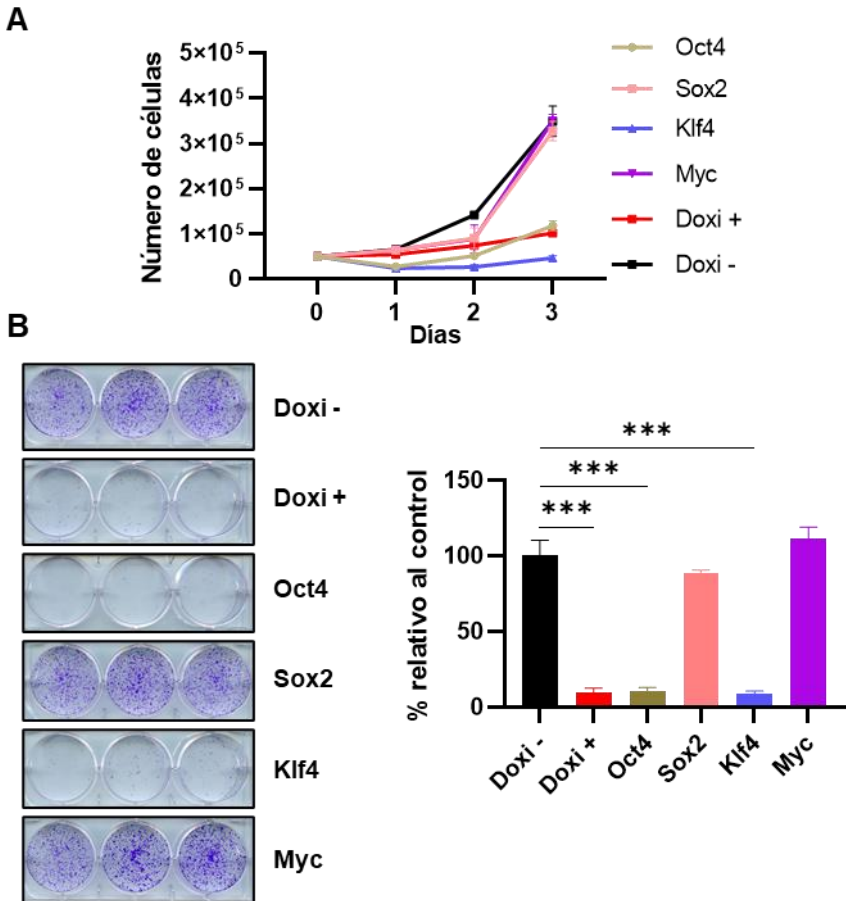 A
Número de células
5×10⁵
4×10⁵
3×10⁵
2×10⁵
1×10⁵
0
0 1 2 3
Días
Oct4
Sox2
Klf4
Myc
Doxi +
Doxi -
B
Doxi -
Doxi +
Oct4
Sox2
Klf4
Myc
% relativo al control
150
100
50
0
***
***
***
Doxi - Doxi + Oct4 Sox2 Klf4 Myc